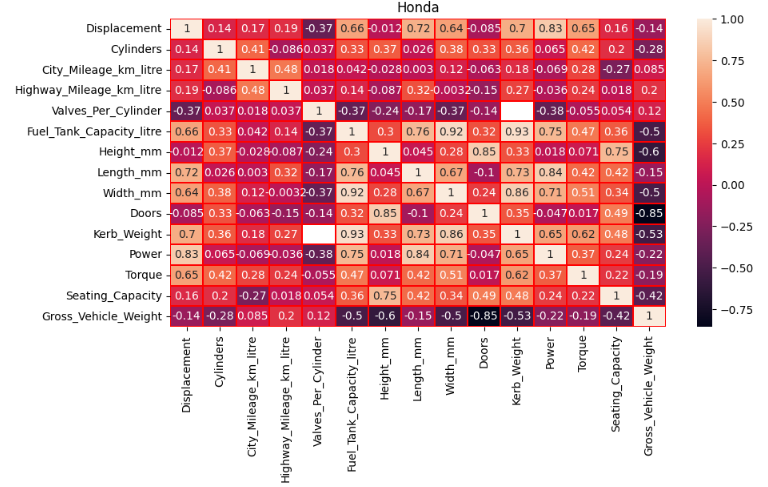 Honda
Displacement 1 0.14 0.17 0.19 -0.37 0.66 -0.012 0.72 0.64 -0.085 0.7 0.83 0.65 0.16 -0.14
Cylinders 0.14 1 0.41 -0.086 0.037 0.33 0.37 0.026 0.38 0.33 0.36 0.065 0.42 0.2 -0.28
City_Mileage_km_litre 0.17 0.41 1 0.48 0.018 0.042 -0.028 0.003 0.12 -0.063 0.18 -0.069 0.28 -0.27 0.085
Highway_Mileage_km_litre 0.19 -0.086 0.48 1 0.037 0.14 -0.087 0.32 -0.0032 -0.15 0.27 -0.036 0.24 0.018 0.2
Valves_Per_Cylinder -0.37 0.037 0.018 0.037 1 -0.37 -0.24 -0.17 -0.37 -0.14 -0.38 -0.055 0.054 0.12
Fuel_Tank_Capacity_litre 0.66 0.33 0.042 0.14 -0.37 1 0.3 0.76 0.92 0.32 0.93 0.75 0.47 0.36 -0.5
Height_mm -0.012 0.37 -0.028 -0.087 -0.24 0.3 1 0.045 0.28 0.85 0.33 0.018 0.071 0.75 -0.6
Length_mm 0.72 0.026 0.003 0.32 -0.17 0.76 0.045 1 0.67 -0.1 0.73 0.84 0.42 0.42 -0.15
Width_mm 0.64 0.38 0.12 -0.0032 -0.37 0.92 0.28 0.67 1 0.24 0.86 0.71 0.51 0.34 -0.5
Doors -0.085 0.33 -0.063 -0.15 -0.14 0.32 0.85 -0.1 0.24 1 0.35 -0.047 0.017 0.49 -0.85
Kerb_Weight 0.7 0.36 0.18 0.27 0.93 0.33 0.73 0.86 0.35 1 0.65 0.62 0.48 -0.53
Power 0.83 0.065 -0.069 -0.036 -0.38 0.75 0.018 0.84 0.71 -0.047 0.65 1 0.37 0.24 -0.22
Torque 0.65 0.42 0.28 0.24 -0.055 0.47 0.071 0.42 0.51 0.017 0.62 0.37 1 0.22 -0.19
Seating_Capacity 0.16 0.2 -0.27 0.018 0.054 0.36 0.75 0.42 0.34 0.49 0.48 0.24 0.22 1 -0.42
Gross_Vehicle_Weight -0.14 -0.28 0.085 0.2 0.12 -0.5 -0.6 -0.15 -0.5 -0.85 -0.53 -0.22 -0.19 -0.42 1
Displacement
Cylinders
City_Mileage_km_litre
Highway_Mileage_km_litre
Valves_Per_Cylinder
Fuel_Tank_Capacity_litre
Height_mm
Length_mm
Width_mm
Doors
Kerb_Weight
Power
Torque
Seating_Capacity
Gross_Vehicle_Weight
1.00
0.75
0.50
0.25
0.00
-0.25
-0.50
-0.75